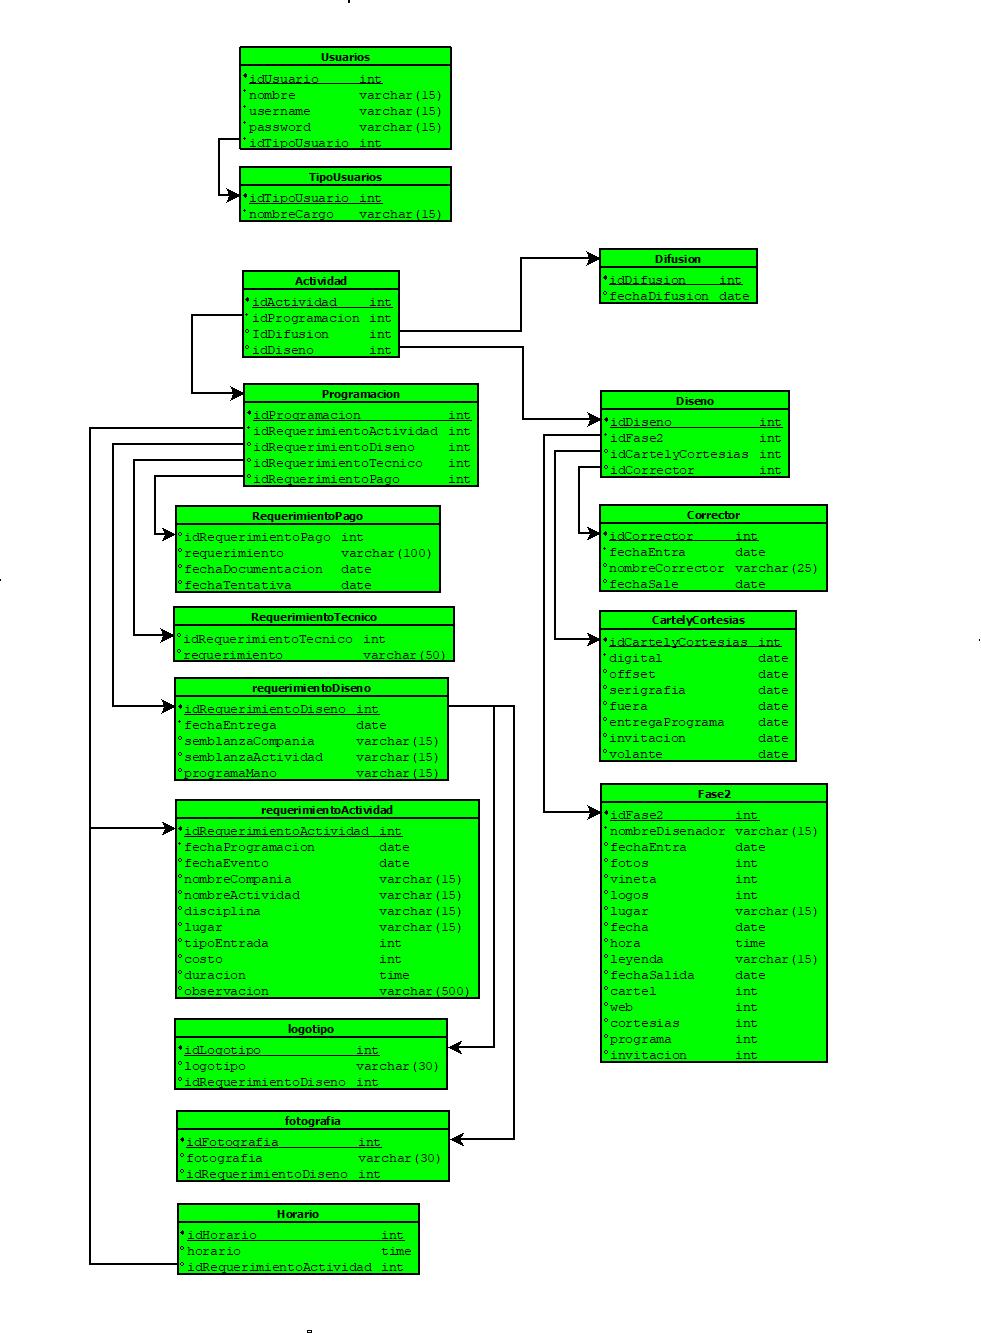 Usuarios
idUsuario int
nombre varchar(15)
username varchar(15)
password varchar(15)
idTipoUsuario int
TipoUsuarios
idTipoUsuario int
nombreCargo varchar(15)
Actividad
idActividad int
idProgramacion int
IdDifusion int
idDiseno int
Programacion
idProgramacion int
idRequerimientoActividad int
idRequerimientoDiseno int
idRequerimientoTecnico int
idRequerimientoPago int
RequerimientoPago
idRequerimientoPago int
requerimiento varchar(100)
fechaDocumentacion date
fechaTentativa date
RequerimientoTecnico
idRequerimientoTecnico int
requerimiento varchar(50)
requerimientoDiseno
idRequerimientoDiseno int
fechaEntrega date
semblanzaCompania varchar(15)
semblanzaActividad varchar(15)
programaMano varchar(15)
requerimientoActividad
idRequerimientoActividad int
fechaProgramacion date
fechaEvento date
nombreCompania varchar(15)
nombreActividad varchar(15)
disciplina varchar(15)
lugar varchar(15)
tipoEntrada int
costo int
duracion time
observacion varchar(500)
logotipo
idLogotipo int
logotipo varchar(30)
idRequerimientoDiseno int
fotografia
idFotografia int
fotografia varchar(30)
idRequerimientoDiseno int
Horario
idHorario int
horario time
idRequerimientoActividad int
Difusion
idDifusion int
fechaDifusion date
Diseno
idDiseno int
idFase2 int
idCartelyCortesias int
idCorrector int
Corrector
idCorrector int
fechaEntra date
nombreCorrector varchar(25)
fechaSale date
CartelyCortesias
idCartelyCortesias int
digital date
offset date
serigrafia date
fuera date
entregaPrograma date
invitacion date
volante date
Fase2
idFase2 int
nombreDisenador varchar(15)
fechaEntra date
fotos int
vineta int
logos int
lugar varchar(15)
fecha date
hora time
leyenda varchar(15)
fechaSalida date
cartel int
web int
cortesias int
programa int
invitacion int